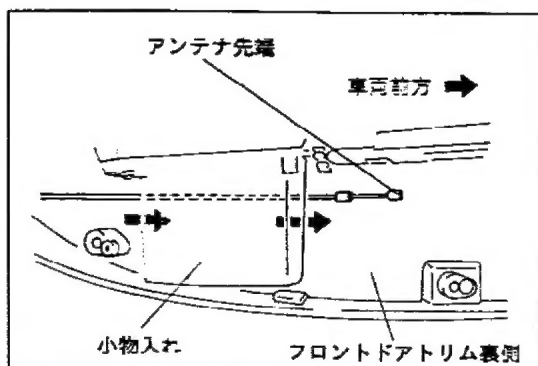 アンテナ先端
車両前方
小物入れ
フロントドアトリム裏側